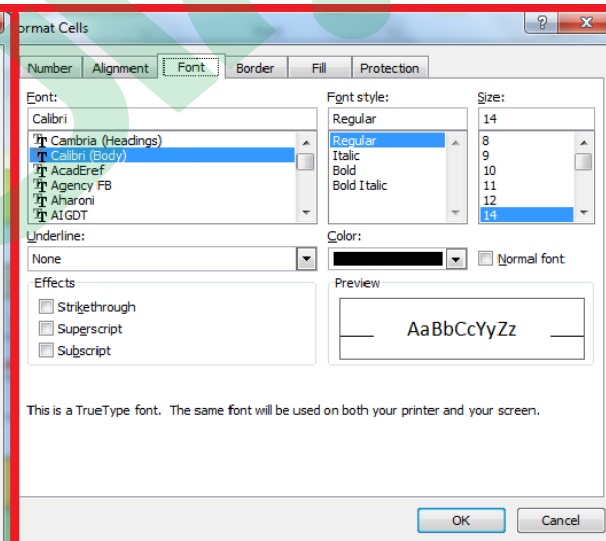 ormat Cells
Number Alignment Font Border Fill Protection
Font: Font style: Size:
Calibri Regular 14
Cambria (Headings) Regular 8
Calibri (Body) Italic 9
AcadEref Bold 10
Agency FB Bold Italic 11
Aharoni 12
AIGDT 14
Underline: Color:
None Normal font
Effects Preview
Strikethrough
Superscript AaBbCcYyZz
Subscript
This is a TrueType font. The same font will be used on both your printer and your screen.
OK Cancel